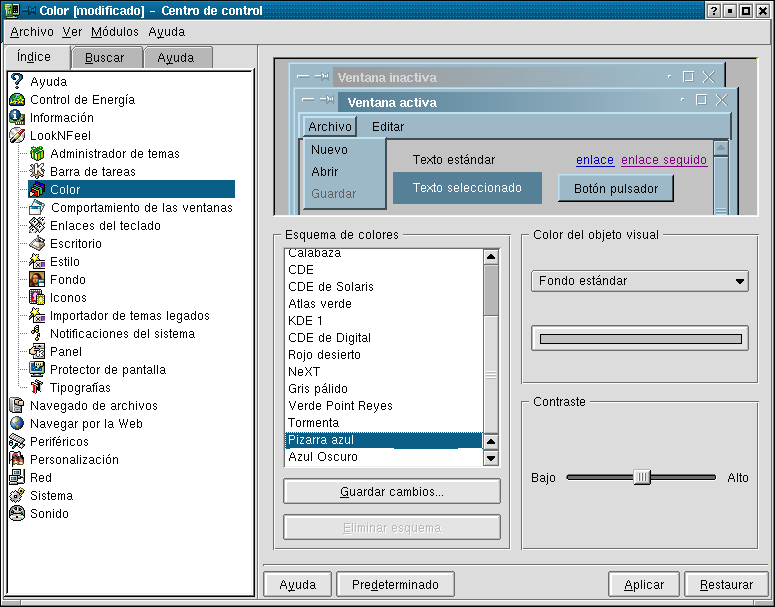 Color [modificado] - Centro de control
Archivo Ver Módulos Ayuda
Índice Buscar Ayuda
Ayuda
Control de Energía
Información
LookNFeel
Administrador de temas
Barra de tareas
Color
Comportamiento de las ventanas
Enlaces del teclado
Escritorio
Estilo
Fondo
Iconos
Importador de temas legados
Notificaciones del sistema
Panel
Protector de pantalla
Tipografías
Navegado de archivos
Navegar por la Web
Periféricos
Personalización
Red
Sistema
Sonido
Ventana inactiva
Ventana activa
Archivo Editar
Nuevo
Abrir
Guardar
Texto estándar
enlace enlace seguido
Texto seleccionado
Botón pulsador
Esquema de colores
Calabaza
CDE
CDE de Solaris
Atlas verde
KDE 1
CDE de Digital
Rojo desierto
NeXT
Gris pálido
Verde Point Reyes
Tormenta
Pizarra azul
Azul Oscuro
Guardar cambios...
Eliminar esquema
Color del objeto visual
Fondo estándar
Contraste
Bajo Alto
Ayuda Predeterminado Aplicar Restaurar